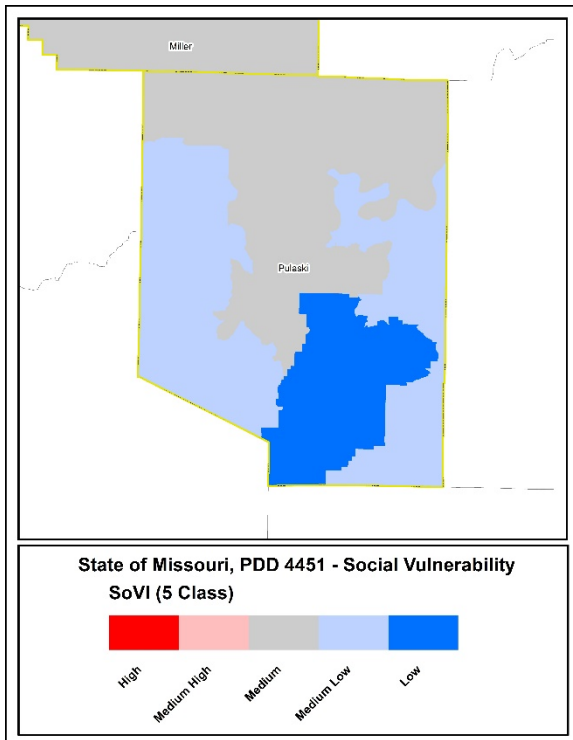 Miller
Pulaski
State of Missouri, PDD 4451 - Social Vulnerability
SoVI (5 Class)
High
Medium High
Medium
Medium Low
Low